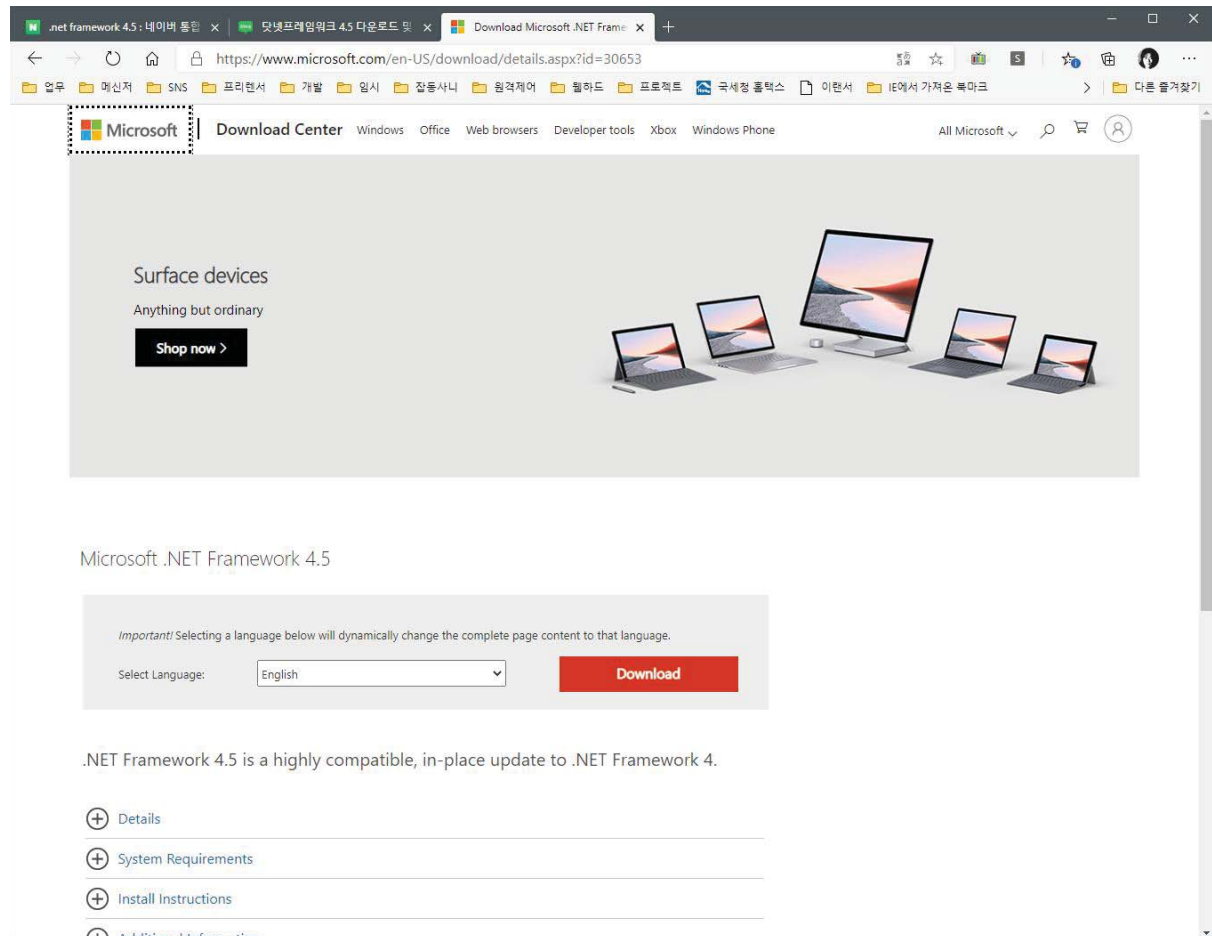 .net framework 4.5 : 네이버 통합
닷넷프레임워크 4.5 다운로드 및
Download Microsoft .NET Frame
https://www.microsoft.com/en-US/download/details.aspx?id=30653
업무 메신저 SNS 프리랜서 개발 임시 잡동사니 원격제어 웹하드 프로젝트 국세청 홈택스 이랜서 IE에서 가져온 북마크 다른 즐겨찾기
Microsoft Download Center Windows Office Web browsers Developer tools Xbox Windows Phone All Microsoft
Surface devices
Anything but ordinary
Shop now >
Microsoft .NET Framework 4.5
Important! Selecting a language below will dynamically change the complete page content to that language.
Select Language: English Download
.NET Framework 4.5 is a highly compatible, in-place update to .NET Framework 4.
Details
System Requirements
Install Instructions